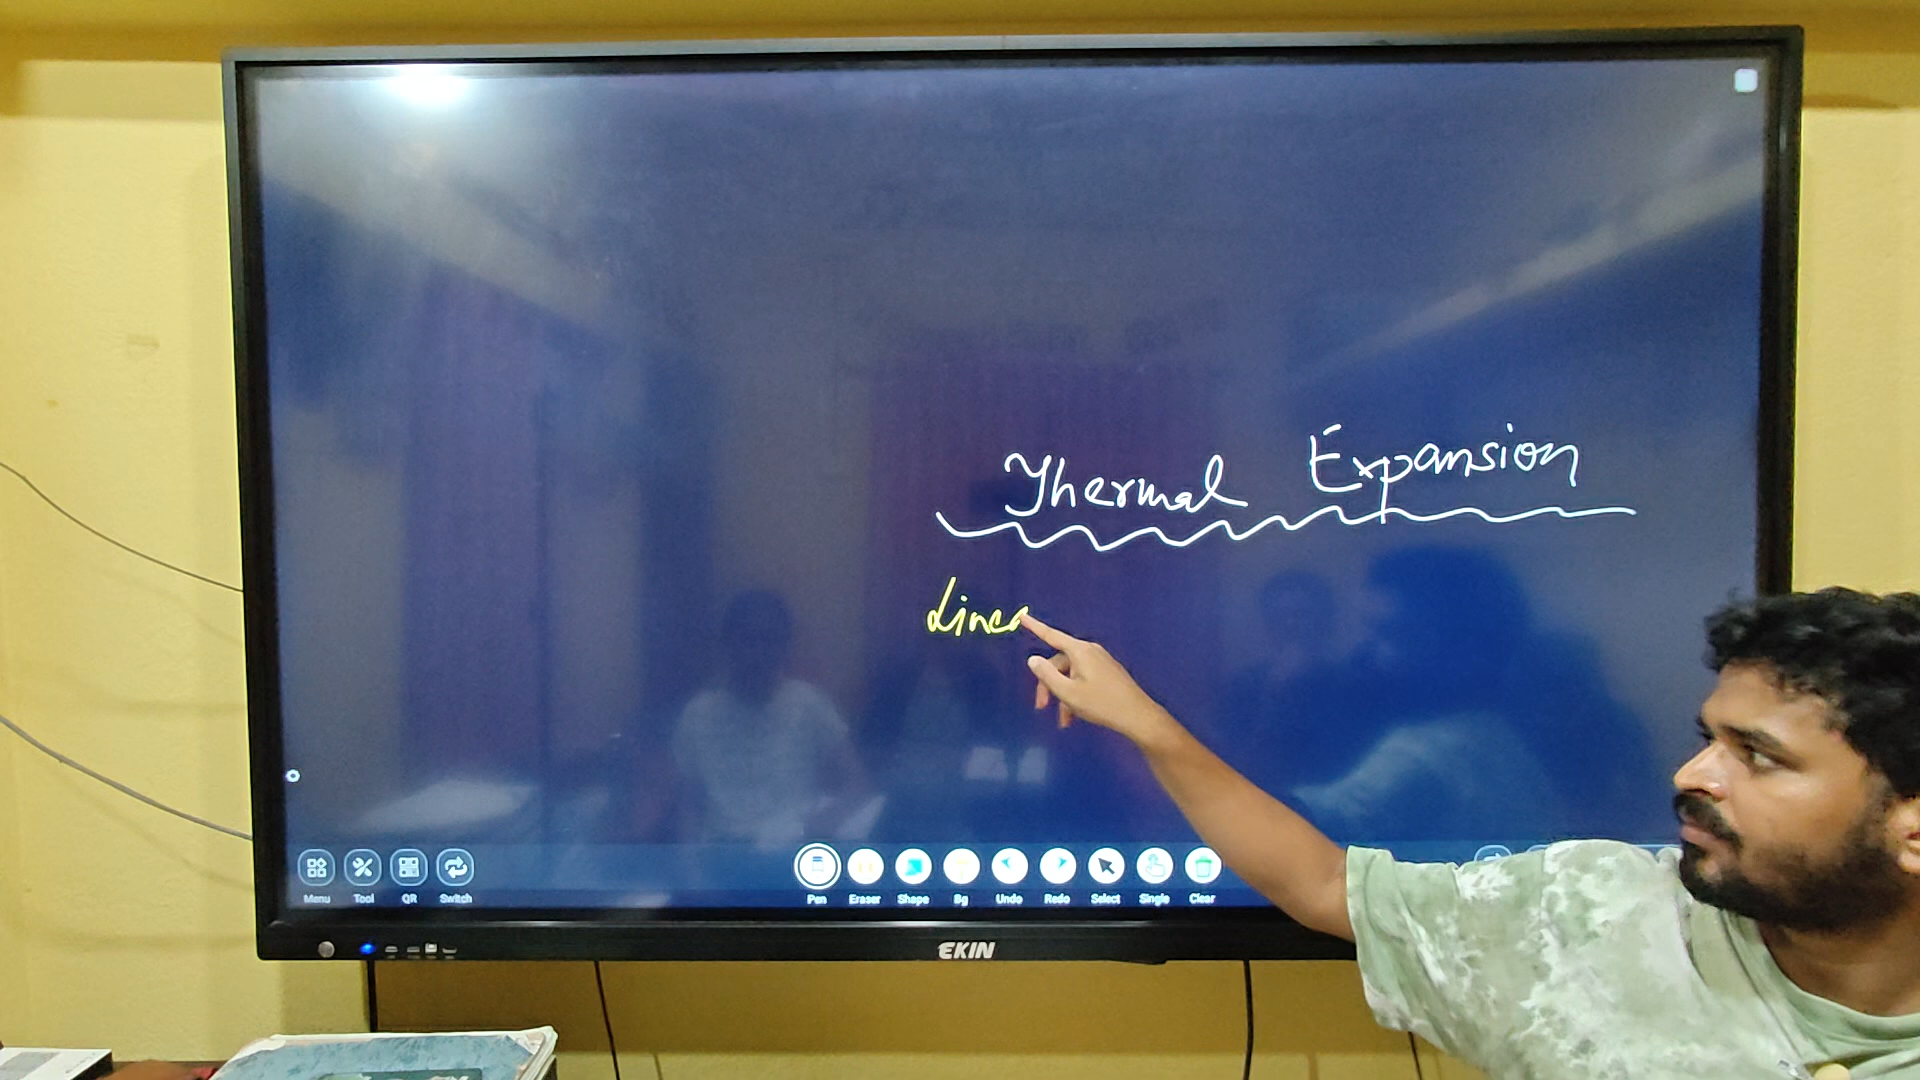 Thermal Expansion
Linea
Menu Tool QR Switch Pen Eraser Shape Bg Undo Redo Select Single Clear
EKIN